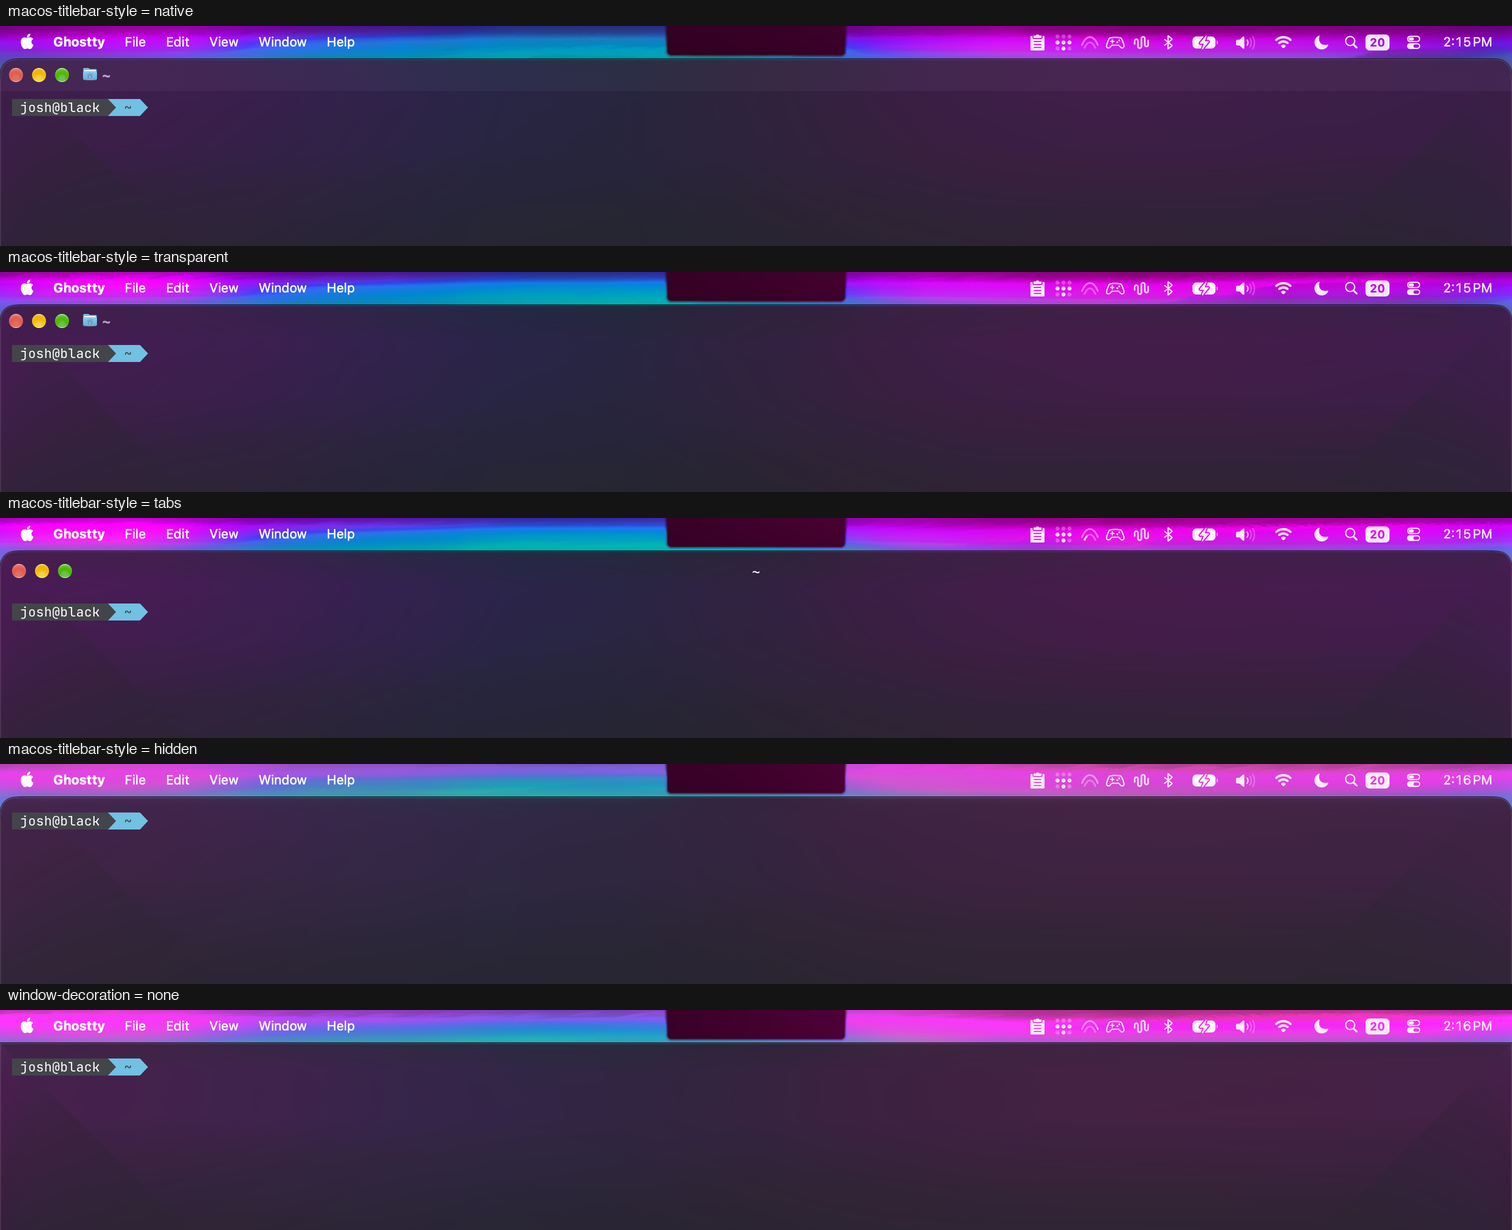 macos-titlebar-style = native
Ghostty File Edit View Window Help 20 2:15 PM
~
josh@black ~
macos-titlebar-style = transparent
Ghostty File Edit View Window Help 20 2:15 PM
~
josh@black ~
macos-titlebar-style = tabs
Ghostty File Edit View Window Help 20 2:15 PM
~
josh@black ~
macos-titlebar-style = hidden
Ghostty File Edit View Window Help 20 2:16 PM
josh@black ~
window-decoration = none
Ghostty File Edit View Window Help 20 2:16 PM
josh@black ~